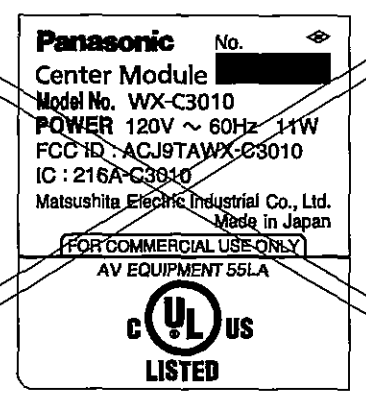 Panasonic No.
Center Module
Model No. WX-C3010
POWER 120V ~ 60Hz 11W
FCC ID : ACJ9TAWX-C3010
IC : 216A-C3010
Matsushita Electric Industrial Co., Ltd.
Made in Japan
FOR COMMERCIAL USE ONLY
AV EQUIPMENT 55LA
C UL US
LISTED